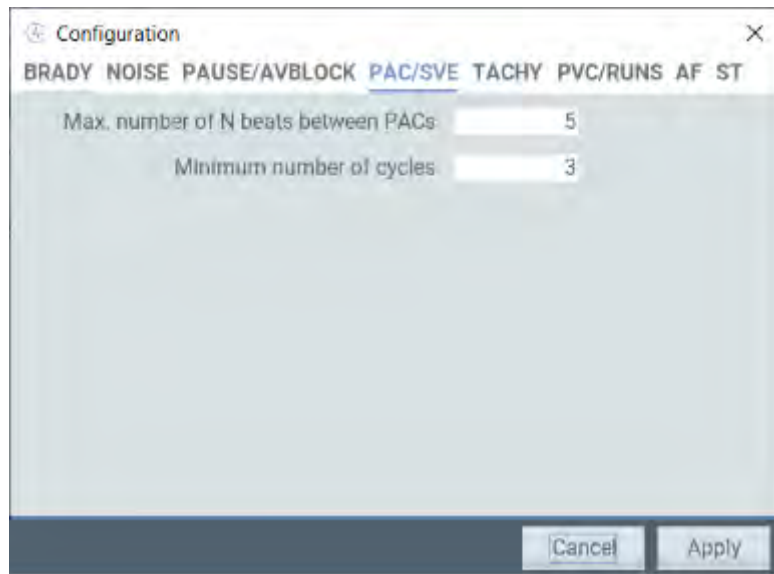 Configuration
BRADY NOISE PAUSE/AVBLOCK PAC/SVE TACHY PVC/RUNS AF ST
Max. number of N beats between PACs 5
Minimum number of cycles 3
Cancel Apply